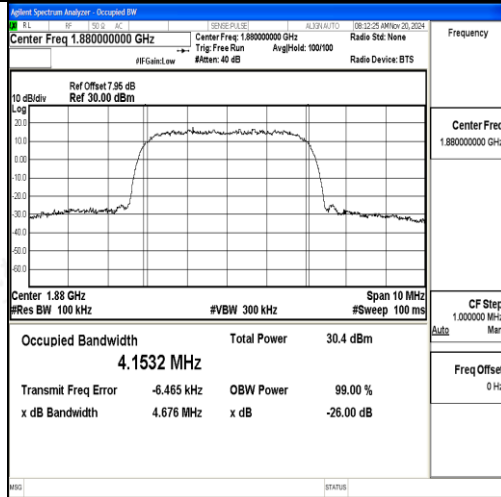 Agilent Spectrum Analyzer - Occupied BW
RL RF 50 Ω AC SENSE:PULSE ALIGN AUTO 08:12:25 AM Nov 20, 2024
Center Freq 1.880000000 GHz
Center Freq: 1.880000000 GHz
Radio Std: None
Frequency
Trig: Free Run Avg|Hold: 100/100
#IFGain:Low #Atten: 40 dB Radio Device: BTS
Ref Offset 7.95 dB
10 dB/div Ref 30.00 dBm
Log
20.0
10.0
0.00
-10.0
-20.0
-30.0
-40.0
-50.0
-60.0
Center Freq
1.880000000 GHz
Center 1.88 GHz Span 10 MHz
#Res BW 100 kHz #VBW 300 kHz #Sweep 100 ms
CF Step
1.000000 MHz
Auto Man
Occupied Bandwidth Total Power 30.4 dBm
4.1532 MHz
Transmit Freq Error -6.465 kHz OBW Power 99.00 %
x dB Bandwidth 4.676 MHz x dB -26.00 dB
Freq Offset
0 Hz
MSG STATUS